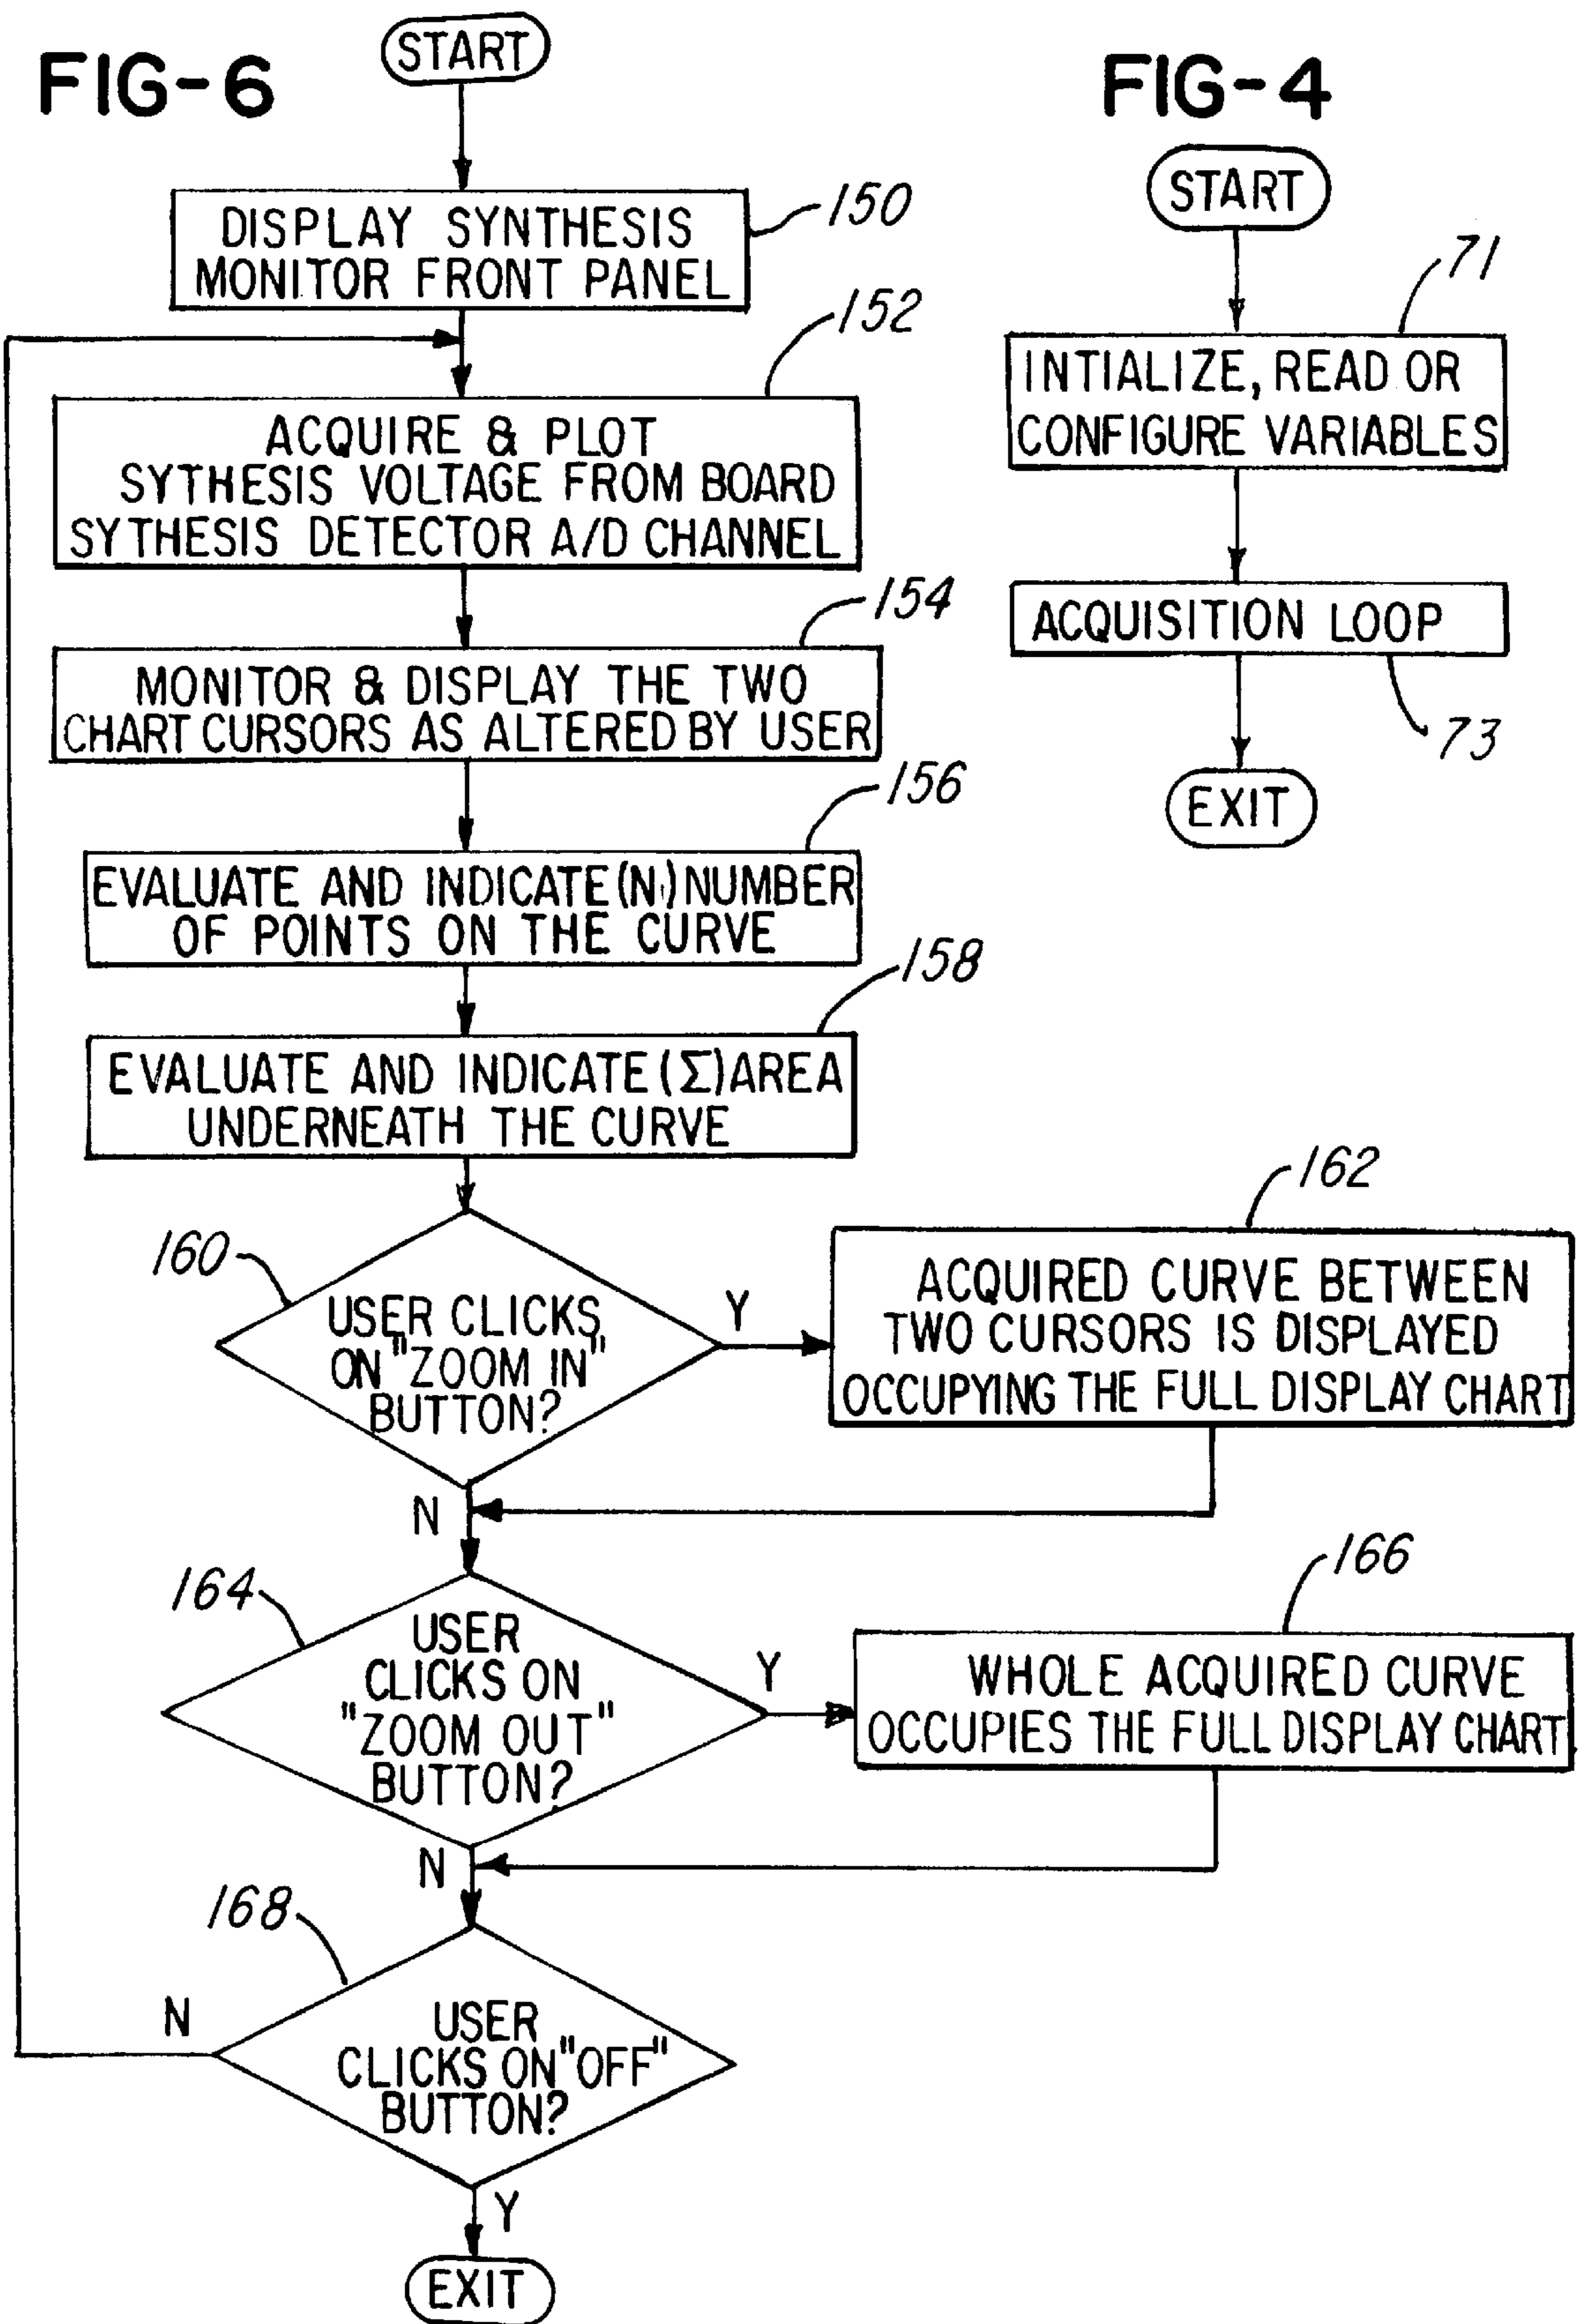 FIG-6
START
DISPLAY SYNTHESIS
MONITOR FRONT PANEL
150
152
ACQUIRE & PLOT
SYTHESIS VOLTAGE FROM BOARD
SYTHESIS DETECTOR A/D CHANNEL
154
MONITOR & DISPLAY THE TWO
CHART CURSORS AS ALTERED BY USER
156
EVALUATE AND INDICATE (N) NUMBER
OF POINTS ON THE CURVE
158
EVALUATE AND INDICATE (Σ) AREA
UNDERNEATH THE CURVE
160
USER CLICKS
ON "ZOOM IN"
BUTTON?
Y
N
162
ACQUIRED CURVE BETWEEN
TWO CURSORS IS DISPLAYED
OCCUPYING THE FULL DISPLAY CHART
164
USER
CLICKS ON
"ZOOM OUT"
BUTTON?
Y
N
166
WHOLE ACQUIRED CURVE
OCCUPIES THE FULL DISPLAY CHART
168
USER
CLICKS ON "OFF"
BUTTON?
N
Y
EXIT
FIG-4
START
71
INTIALIZE, READ OR
CONFIGURE VARIABLES
ACQUISITION LOOP
73
EXIT